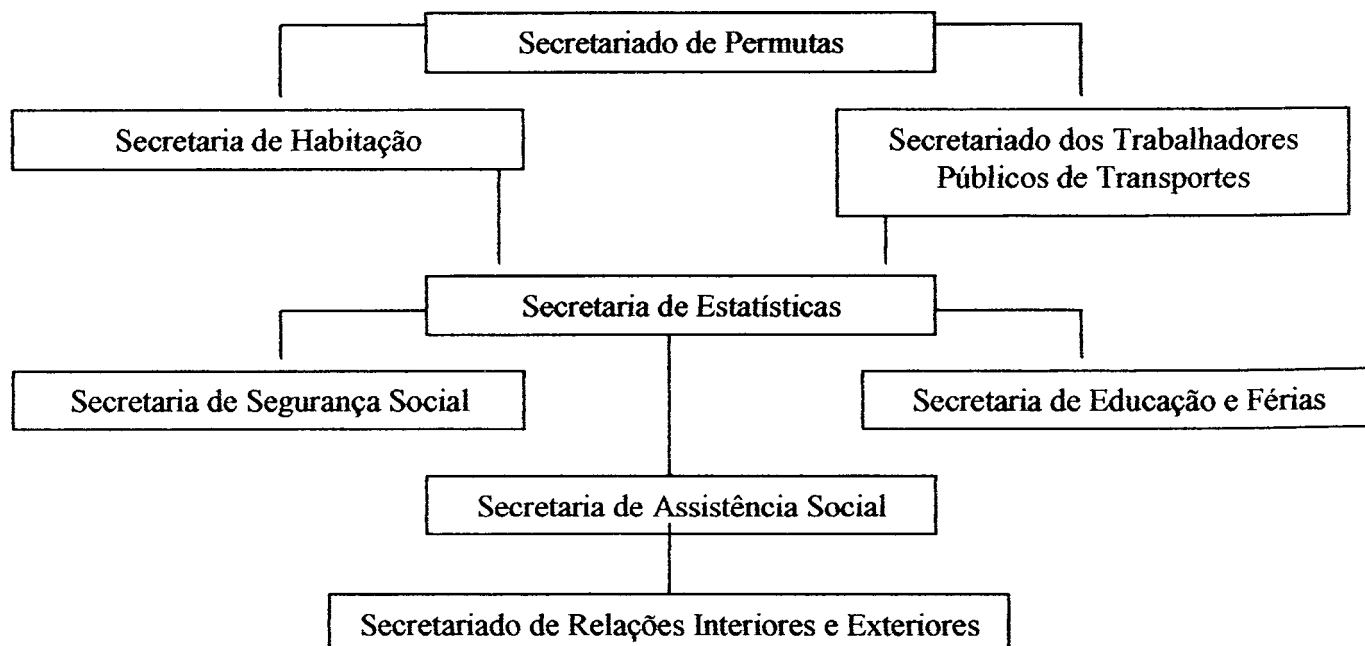 Secretariado de Permutas
Secretaria de Habitação
Secretariado dos Trabalhadores
Públicos de Transportes
Secretaria de Estatísticas
Secretaria de Segurança Social
Secretaria de Educação e Férias
Secretaria de Assistência Social
Secretariado de Relações Interiores e Exteriores